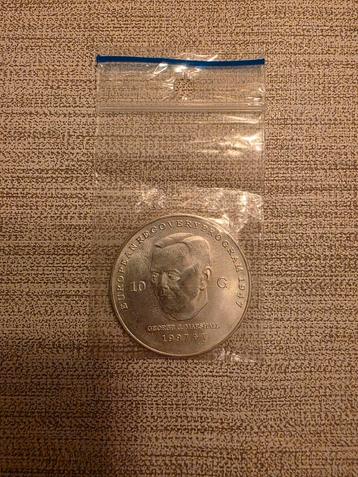 EUROPEAN RECOVERY PROGRAM 1947
10 G
GEORGE C. MARSHALL
1997